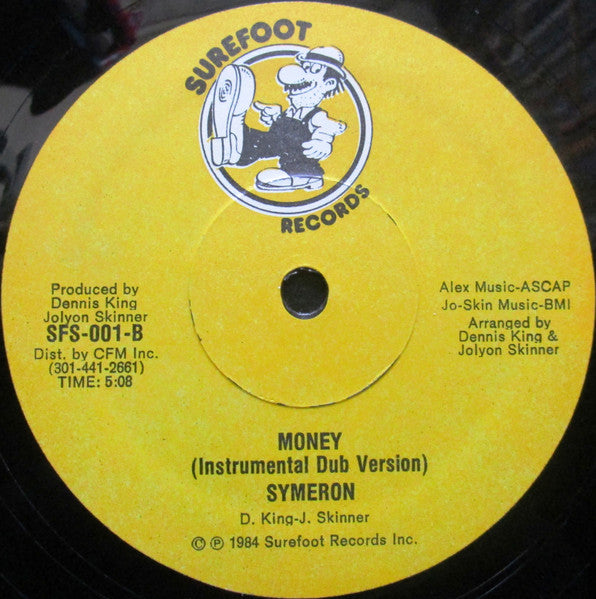 SUREFOOT
RECORDS
Produced by
Dennis King
Jolyon Skinner
SFS-001-B
Dist. by CFM Inc.
(301-441-2661)
TIME: 5:08
Alex Music-ASCAP
Jo-Skin Music-BMI
Arranged by
Dennis King &
Jolyon Skinner
MONEY
(Instrumental Dub Version)
SYMERON
D. King-J. Skinner
© ℗ 1984 Surefoot Records Inc.